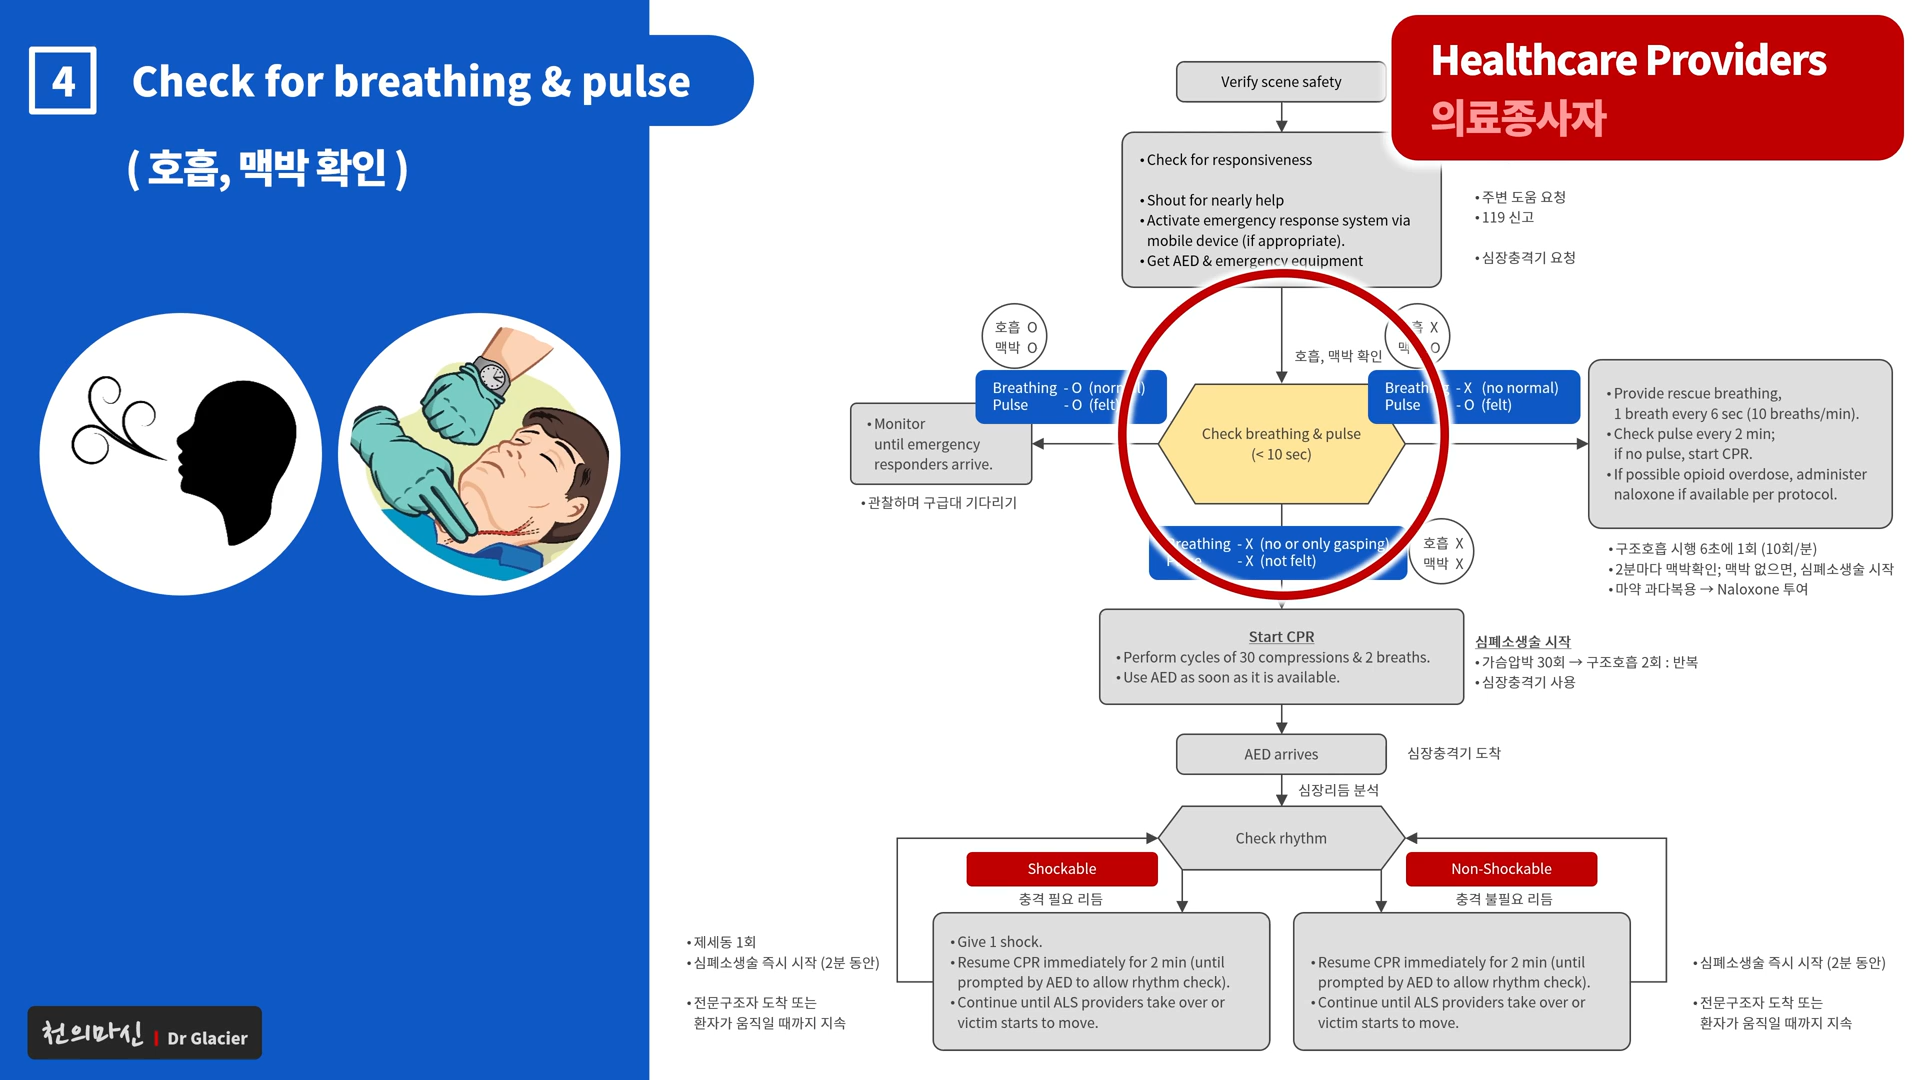 4
Check for breathing & pulse
( 호흡, 맥박 확인 )
Healthcare Providers
의료종사자
Verify scene safety
• Check for responsiveness
• Shout for nearly help
• Activate emergency response system via
mobile device (if appropriate).
• Get AED & emergency equipment
• 주변 도움 요청
• 119 신고
• 심장충격기 요청
호흡 O
맥박 O
호흡, 맥박 확인
X
O
Breathing - O (normal)
Pulse - O (felt)
Breathing - X (no normal)
Pulse - O (felt)
• Monitor
until emergency
responders arrive.
• 관찰하며 구급대 기다리기
Check breathing & pulse
(< 10 sec)
• Provide rescue breathing,
1 breath every 6 sec (10 breaths/min).
• Check pulse every 2 min;
if no pulse, start CPR.
• If possible opioid overdose, administer
naloxone if available per protocol.
• 구조호흡 시행 6초에 1회 (10회/분)
• 2분마다 맥박확인; 맥박 없으면, 심폐소생술 시작
• 마약 과다복용 → Naloxone 투여
Breathing - X (no or only gasping)
Pulse - X (not felt)
호흡 X
맥박 X
Start CPR
• Perform cycles of 30 compressions & 2 breaths.
• Use AED as soon as it is available.
심폐소생술 시작
• 가슴압박 30회 → 구조호흡 2회 : 반복
• 심장충격기 사용
AED arrives
심장충격기 도착
심장리듬 분석
Check rhythm
Shockable
충격 필요 리듬
Non-Shockable
충격 불필요 리듬
• 제세동 1회
• 심폐소생술 즉시 시작 (2분 동안)
• 전문구조자 도착 또는
환자가 움직일 때까지 지속
• Give 1 shock.
• Resume CPR immediately for 2 min (until
prompted by AED to allow rhythm check).
• Continue until ALS providers take over or
victim starts to move.
• Resume CPR immediately for 2 min (until
prompted by AED to allow rhythm check).
• Continue until ALS providers take over or
victim starts to move.
• 심폐소생술 즉시 시작 (2분 동안)
• 전문구조자 도착 또는
환자가 움직일 때까지 지속
천의마신 | Dr Glacier